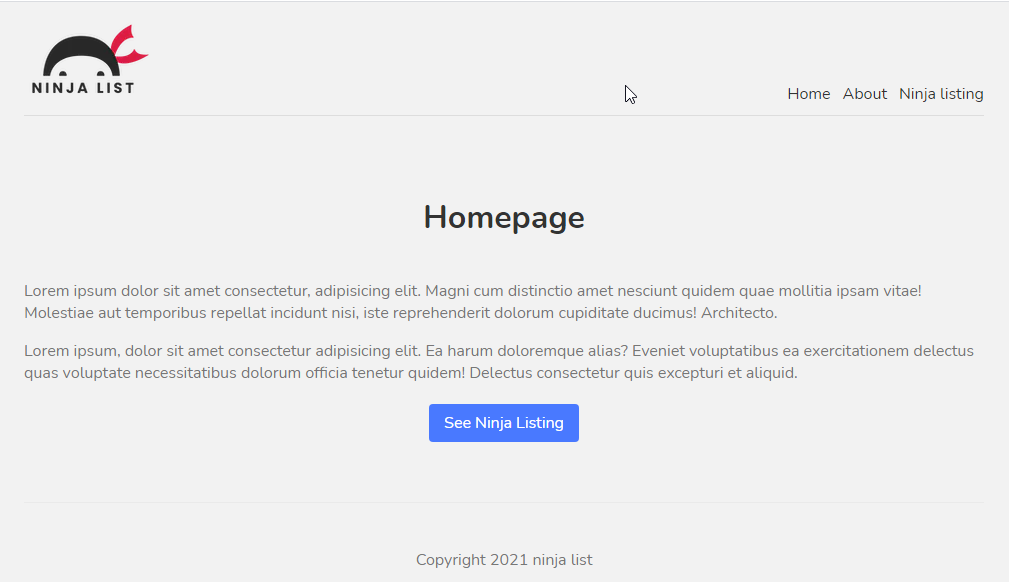 NINJA LIST
Home About Ninja listing
Homepage
Lorem ipsum dolor sit amet consectetur, adipisicing elit. Magni cum distinctio amet nesciunt quidem quae mollitia ipsam vitae!
Molestiae aut temporibus repellat incidunt nisi, iste reprehenderit dolorum cupiditate ducimus! Architecto.
Lorem ipsum, dolor sit amet consectetur adipisicing elit. Ea harum doloremque alias? Eveniet voluptatibus ea exercitationem delectus
quas voluptate necessitatibus dolorum officia tenetur quidem! Delectus consectetur quis excepturi et aliquid.
See Ninja Listing
Copyright 2021 ninja list